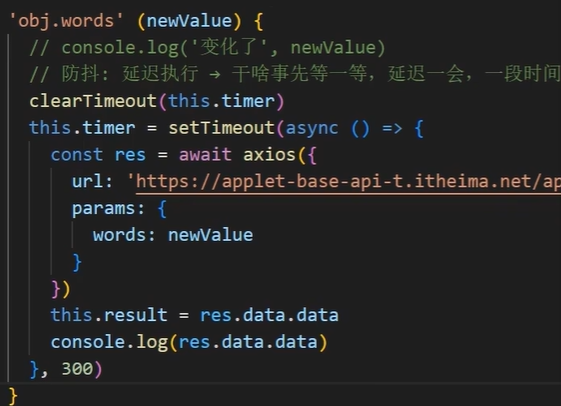 'obj.words' (newValue) {
// console.log('变化了', newValue)
// 防抖: 延迟执行 → 干啥事先等一等，延迟一会，一段时间
clearTimeout(this.timer)
this.timer = setTimeout(async () => {
const res = await axios({
url: 'https://applet-base-api-t.itheima.net/ap
params: {
words: newValue
}
})
this.result = res.data.data
console.log(res.data.data)
}, 300)
}